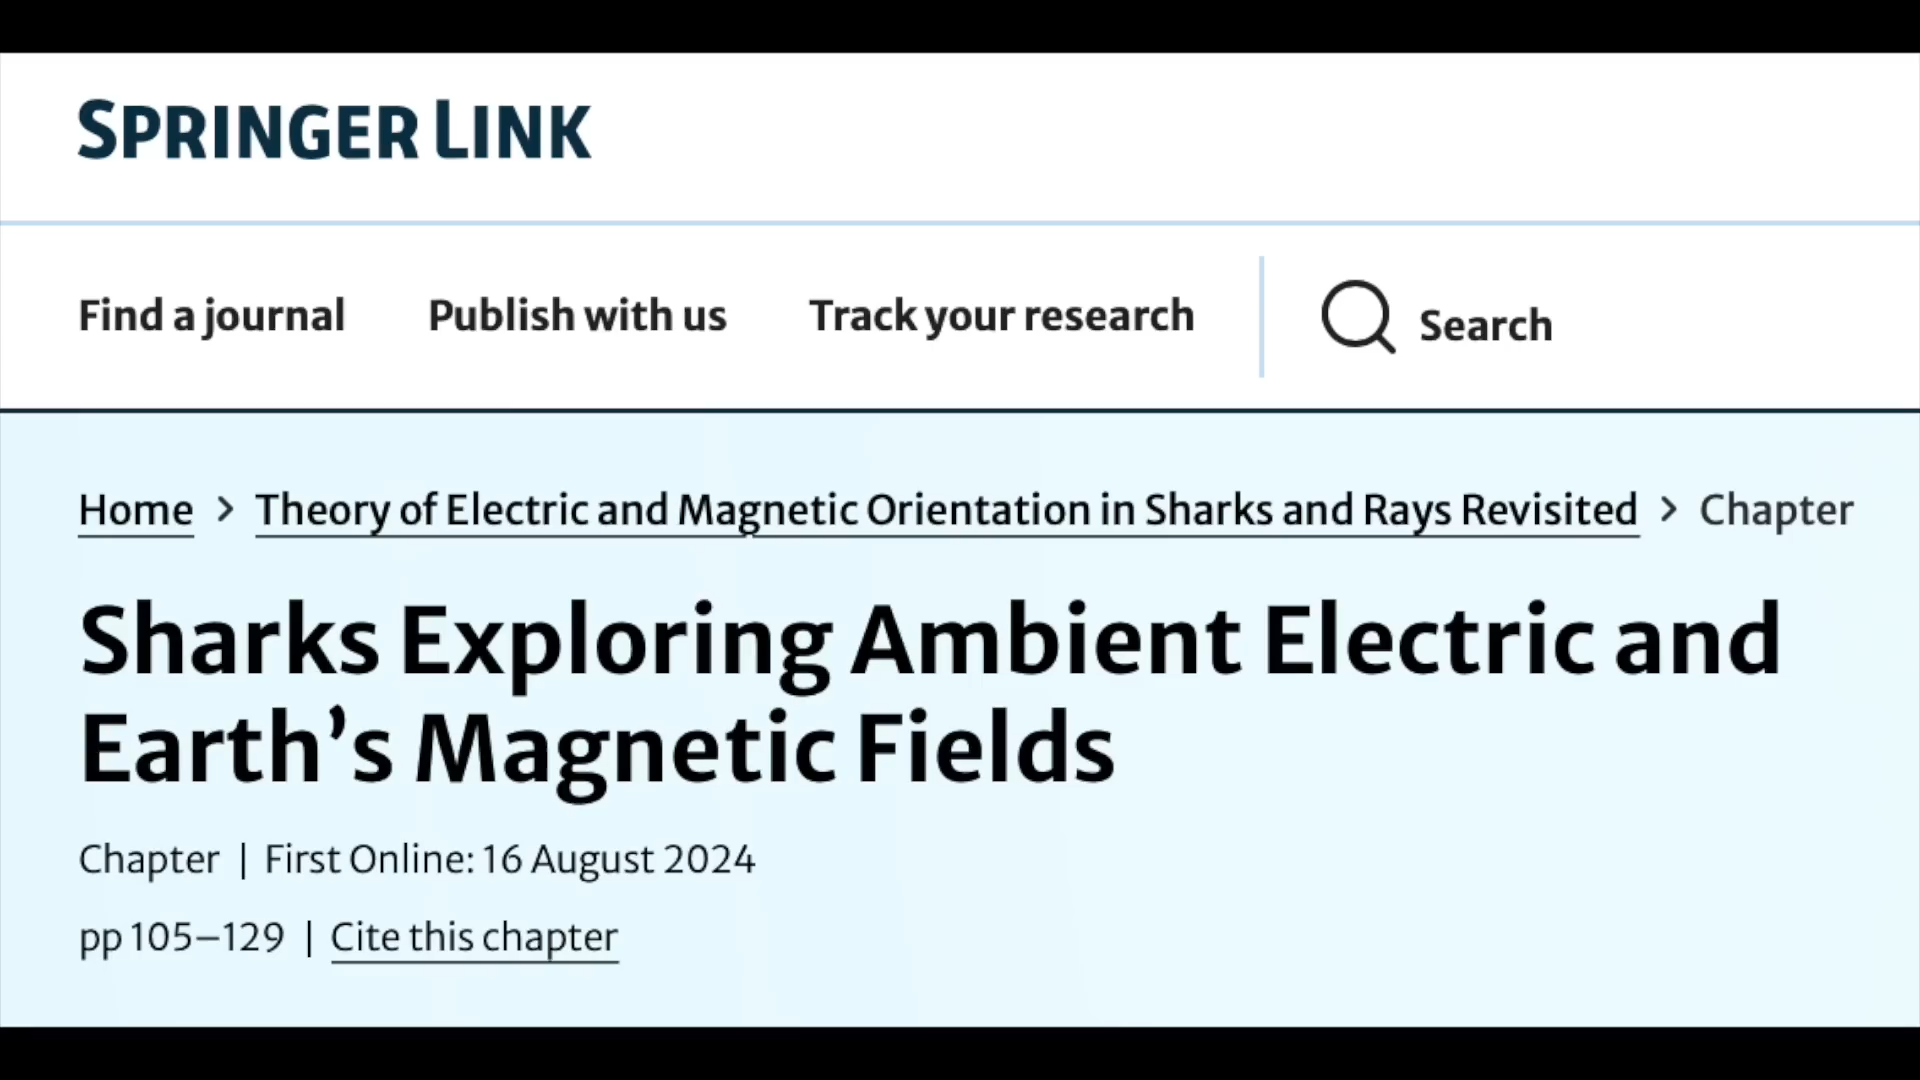 SPRINGER LINK
Find a journal Publish with us Track your research Search
Home > Theory of Electric and Magnetic Orientation in Sharks and Rays Revisited > Chapter
Sharks Exploring Ambient Electric and
Earth’s Magnetic Fields
Chapter | First Online: 16 August 2024
pp 105–129 | Cite this chapter